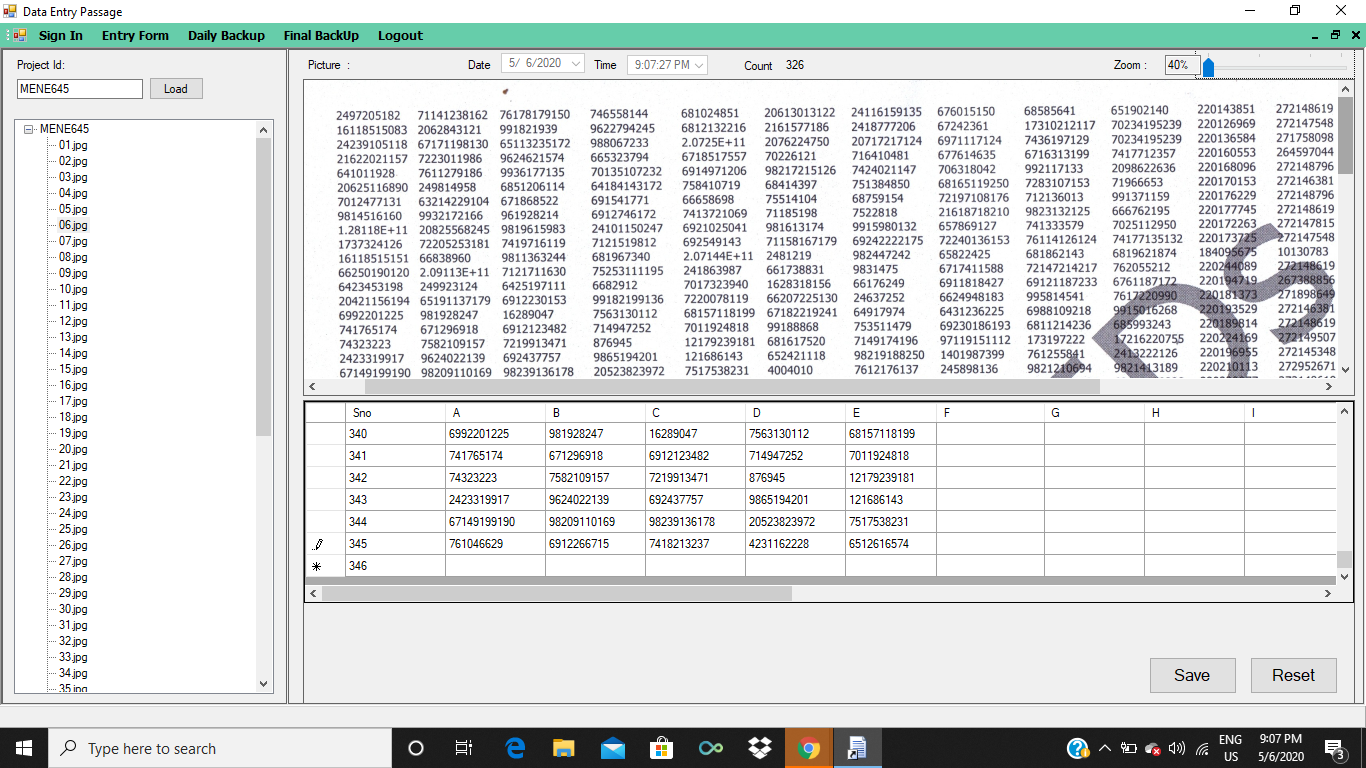 Data Entry Passage
Sign In Entry Form Daily Backup Final BackUp Logout
Project Id:
MENE645 Load
MENE645
01.jpg
02.jpg
03.jpg
04.jpg
05.jpg
06.jpg
07.jpg
08.jpg
09.jpg
10.jpg
11.jpg
12.jpg
13.jpg
14.jpg
15.jpg
16.jpg
17.jpg
18.jpg
19.jpg
20.jpg
21.jpg
22.jpg
23.jpg
24.jpg
25.jpg
26.jpg
27.jpg
28.jpg
29.jpg
30.jpg
31.jpg
32.jpg
33.jpg
34.jpg
35.jpg
Picture : Date 5/ 6/2020 Time 9:07:27 PM Count 326 Zoom : 40%
2497205182 71141238162 76178179150 746558144 681024851 20613013122 24116159135 676015150 68585641 651902140 220143851 272148619
16118515083 2062843121 991821939 9622794245 6812132216 2161577186 2418777206 67242361 17310212117 70234195239 220126969 272147548
24239105118 67171198130 65113235172 988067233 2.0725E+11 2076224750 20717217124 6971117124 7436197129 70234195239 220136584 271758098
21622021157 7223011986 9624621574 665323794 6718517557 70226121 716410481 677614635 6716313199 7417712357 220160553 264597044
641011928 7611279186 9936177135 70135107232 6914971206 98217215126 7424021147 706318042 992117133 2098622636 220168096 272148796
20625116890 249814958 6851206114 64184143172 758410719 68414397 751384850 68165119250 7283107153 71966653 220170153 272146381
7012477131 63214229104 671868522 691541771 66658698 75514104 68759154 72197108176 712136013 991371159 220176229 272148796
9814516160 9932172166 961928214 6912746172 7413721069 71185198 7522818 21618718210 9823132125 666762195 220177745 272148619
1.28118E+11 20825568245 9819615983 24101150247 6921025041 981613174 9915980132 657869127 741333579 7025112950 220172263 272147815
1737324126 72205253181 7419716119 7121519812 692549143 71158167179 69242222175 72240136153 76114126124 74177135132 220173725 272147548
16118515151 66838960 9811363244 681967340 2.07144E+11 2481219 982447242 65822425 681862143 6819621874 184095675 10130783
66250190120 2.09113E+11 7121711630 75253111195 241863987 661738831 9831475 6717411588 72147214217 762055212 220244089 272148619
6423453198 249923124 6425197111 69682912 7017323940 1628318156 66176249 6911818427 69121187233 6761187172 220194719 267388856
20421156194 65191137179 6912230153 99182199136 7220078119 66207225130 24637252 6624948183 995814541 7617220990 220181373 271898649
6992201225 981928247 16289047 7563130112 68157118199 67182219241 64917974 6431236225 6988109218 9915016268 220193529 272146381
741765174 671296918 6912123482 714947252 7011924818 99188868 753511479 69230186193 6811214236 685993243 220189814 272148619
74323223 7582109157 7219913471 876945 12179239181 681617520 7149174196 97119151112 173197222 17216220755 220224169 272149507
2423319917 9624022139 692437757 9865194201 121686143 652421118 98219188250 1401987399 761255841 2413222126 220196955 272145348
67149199190 98209110169 98239136178 20523823972 7517538231 4004010 7612176137 245898136 9821210694 9821413189 220210113 272952671
Sno A B C D E F G H I
340 6992201225 981928247 16289047 7563130112 68157118199
341 741765174 671296918 6912123482 714947252 7011924818
342 74323223 7582109157 7219913471 876945 12179239181
343 2423319917 9624022139 692437757 9865194201 121686143
344 67149199190 98209110169 98239136178 20523823972 7517538231
345 761046629 6912266715 7418213237 4231162228 6512616574
346
Save Reset
Type here to search
ENG 9:07 PM
US 5/6/2020 3